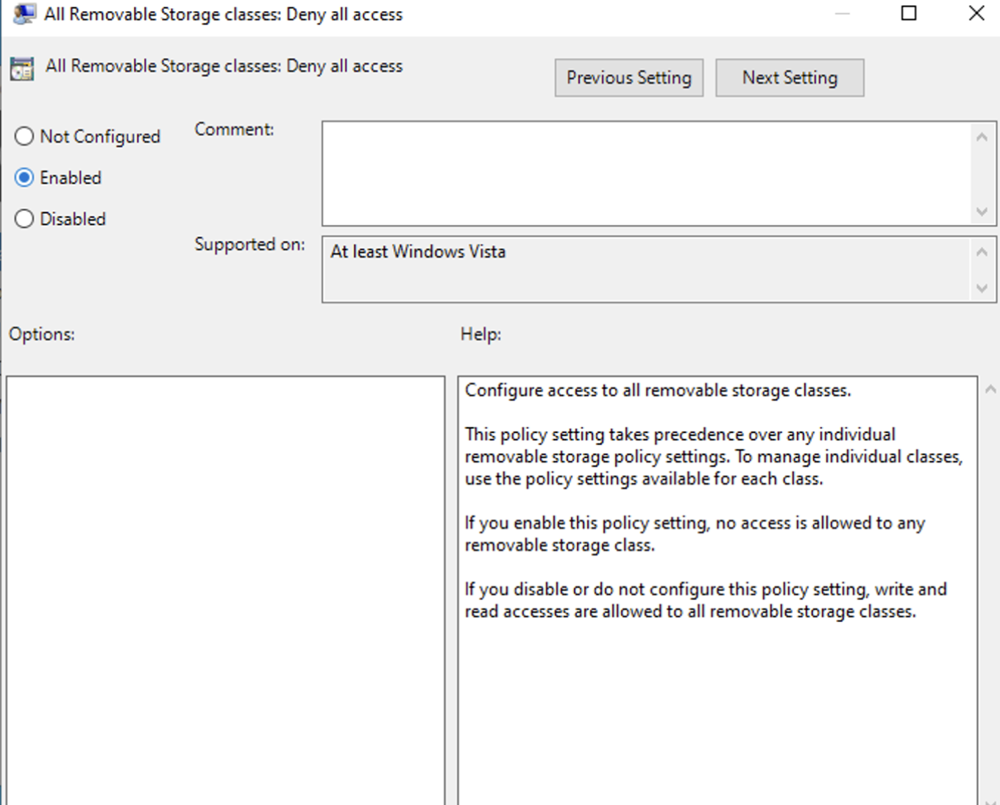 All Removable Storage classes: Deny all access
All Removable Storage classes: Deny all access
Previous Setting
Next Setting
Not Configured
Comment:
Enabled
Disabled
Supported on:
At least Windows Vista
Options:
Help:
Configure access to all removable storage classes.
This policy setting takes precedence over any individual
removable storage policy settings. To manage individual classes,
use the policy settings available for each class.
If you enable this policy setting, no access is allowed to any
removable storage class.
If you disable or do not configure this policy setting, write and
read accesses are allowed to all removable storage classes.